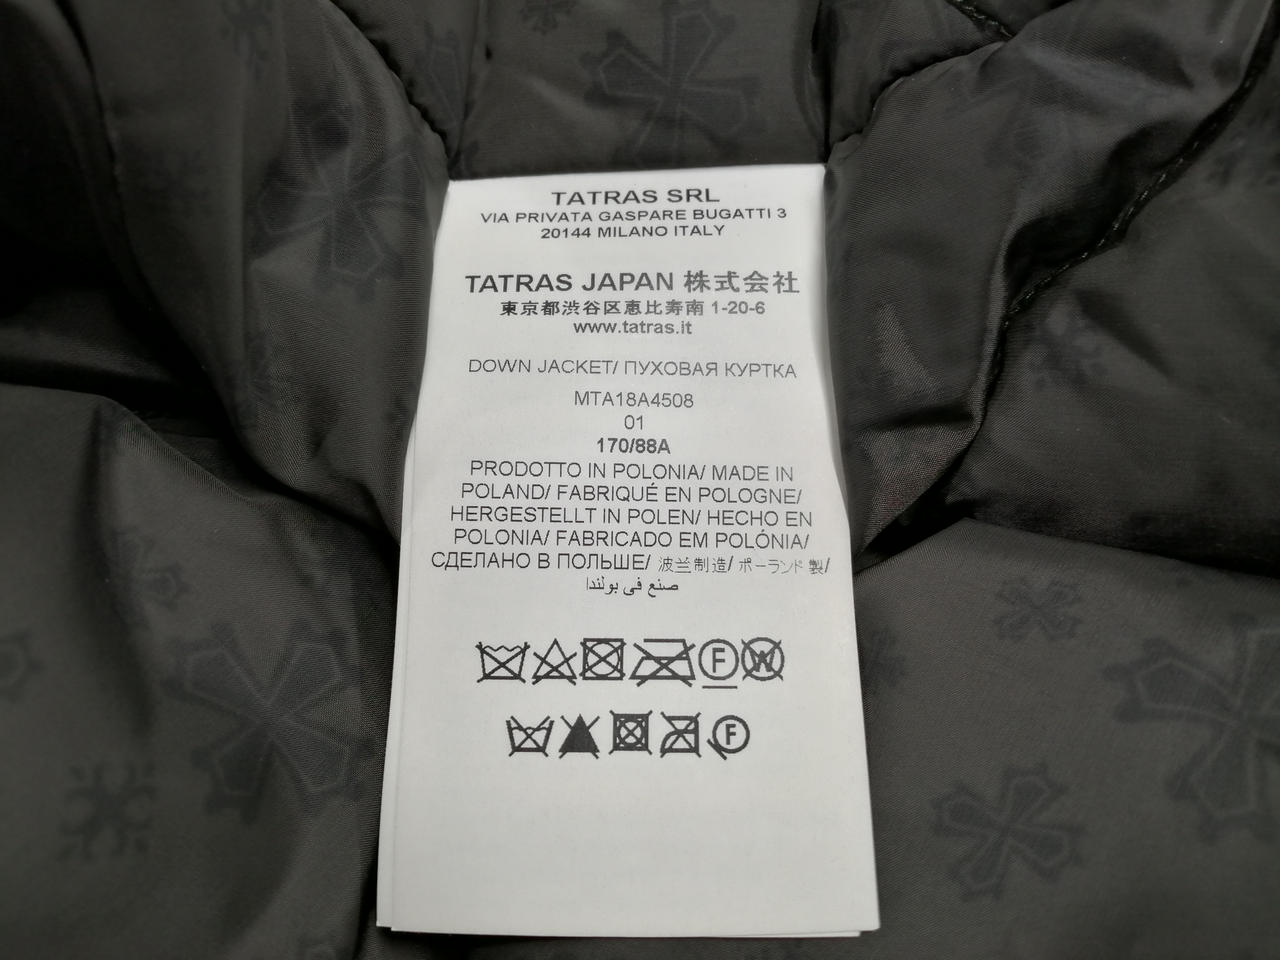 TATRAS SRL
VIA PRIVATA GASPARE BUGATTI 3
20144 MILANO ITALY
TATRAS JAPAN 株式会社
東京都渋谷区恵比寿南 1-20-6
www.tatras.it
DOWN JACKET/ ПУХОВАЯ КУРТКА
MTA18A4508
01
170/88A
PRODOTTO IN POLONIA/ MADE IN
POLAND/ FABRIQUÉ EN POLOGNE/
HERGESTELLT IN POLEN/ HECHO EN
POLONIA/ FABRICADO EM POLÓNIA/
СДЕЛАНО В ПОЛЬШЕ/ 波兰制造/ ポーランド製/
صنع في بولندا
F W
F